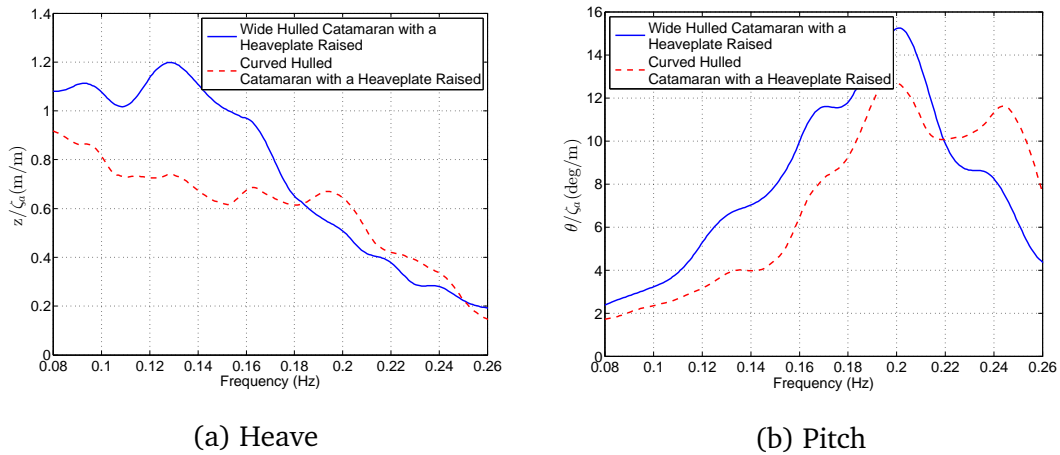 1.4
1.2
1
0.8
0.6
0.4
0.2
0
0.08 0.1 0.12 0.14 0.16 0.18 0.2 0.22 0.24 0.26
Frequency (Hz)
z/ζₐ(m/m)
Wide Hulled Catamaran with a
Heaveplate Raised
Curved Hulled
Catamaran with a Heaveplate Raised
(a) Heave
16
14
12
10
8
6
4
2
0
0.08 0.1 0.12 0.14 0.16 0.18 0.2 0.22 0.24 0.26
Frequency (Hz)
θ/ζₐ(deg/m)
Wide Hulled Catamaran with a
Heaveplate Raised
Curved Hulled
Catamaran with a Heaveplate Raised
(b) Pitch